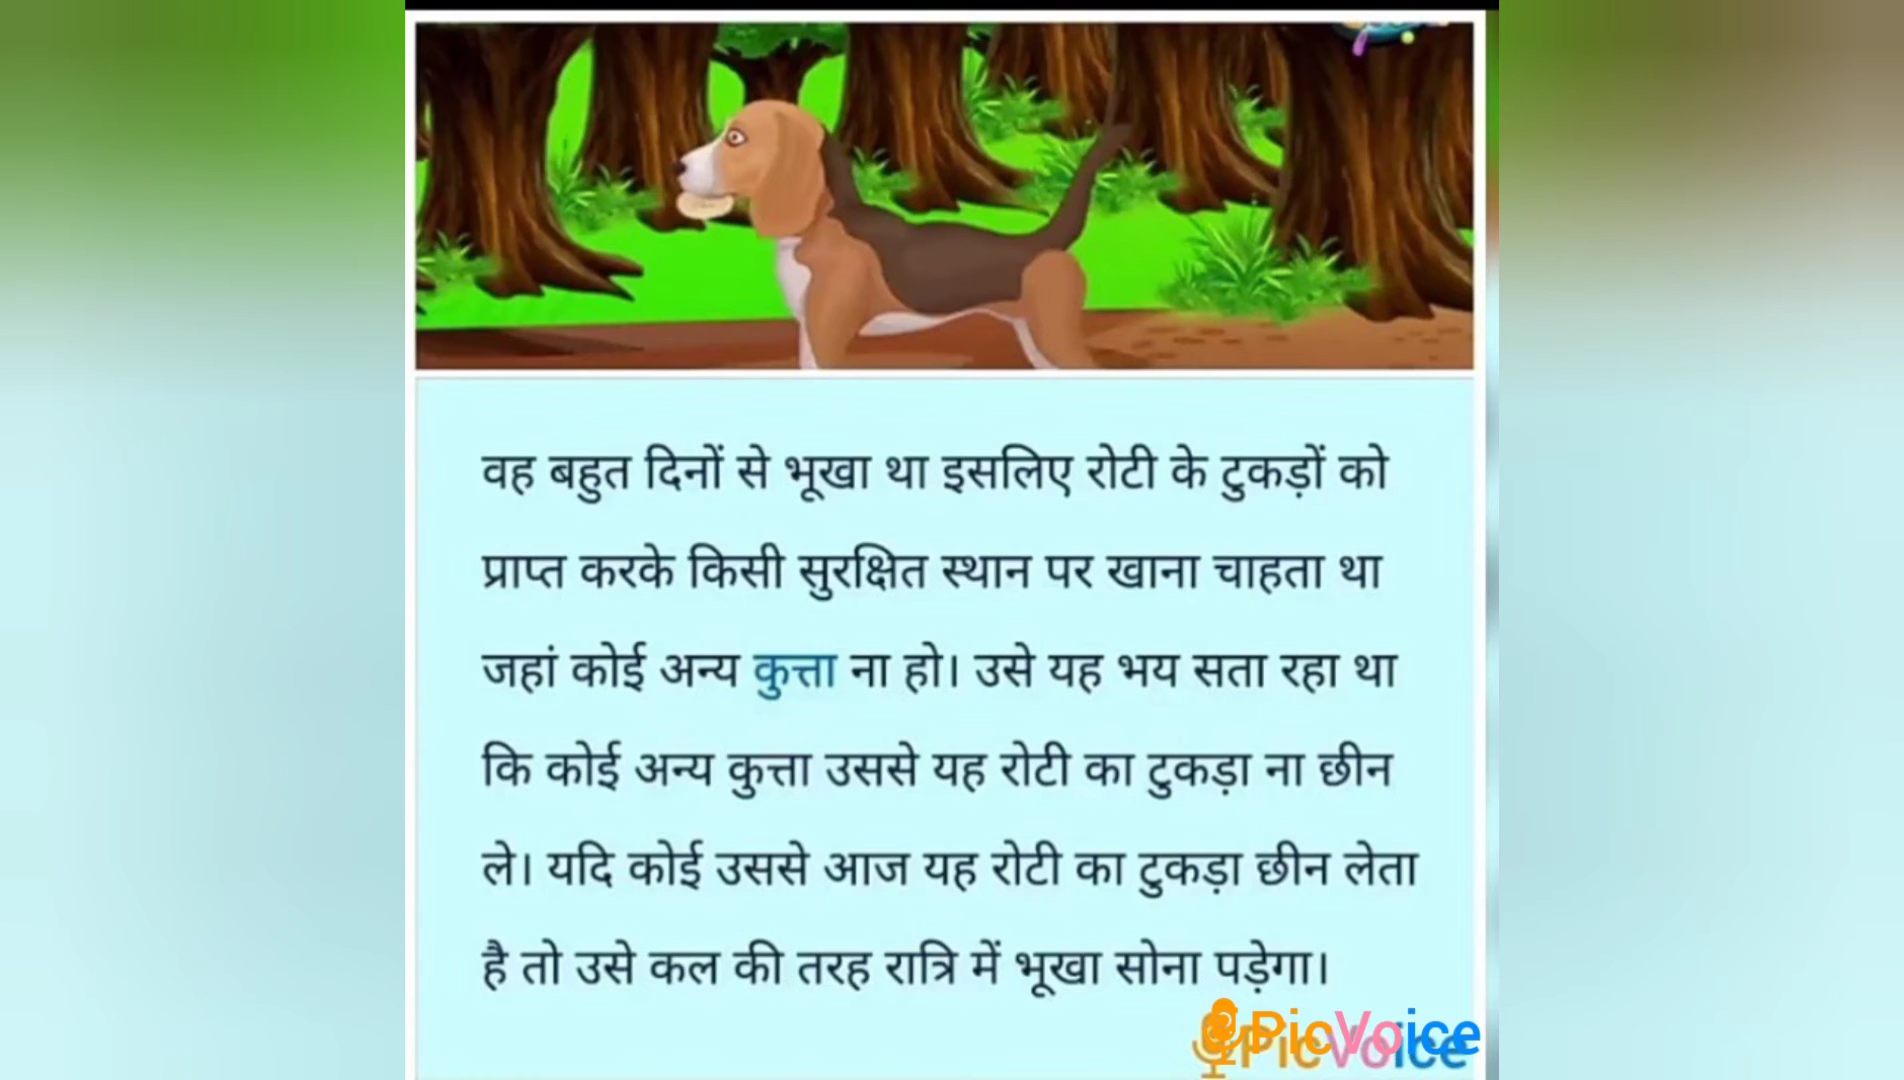 वह बहुत दिनों से भूखा था इसलिए रोटी के टुकड़ों को
प्राप्त करके किसी सुरक्षित स्थान पर खाना चाहता था
जहां कोई अन्य कुत्ता ना हो। उसे यह भय सता रहा था
कि कोई अन्य कुत्ता उससे यह रोटी का टुकड़ा ना छीन
ले। यदि कोई उससे आज यह रोटी का टुकड़ा छीन लेता
है तो उसे कल की तरह रात्रि में भूखा सोना पड़ेगा।
PicVoice
PicVoice